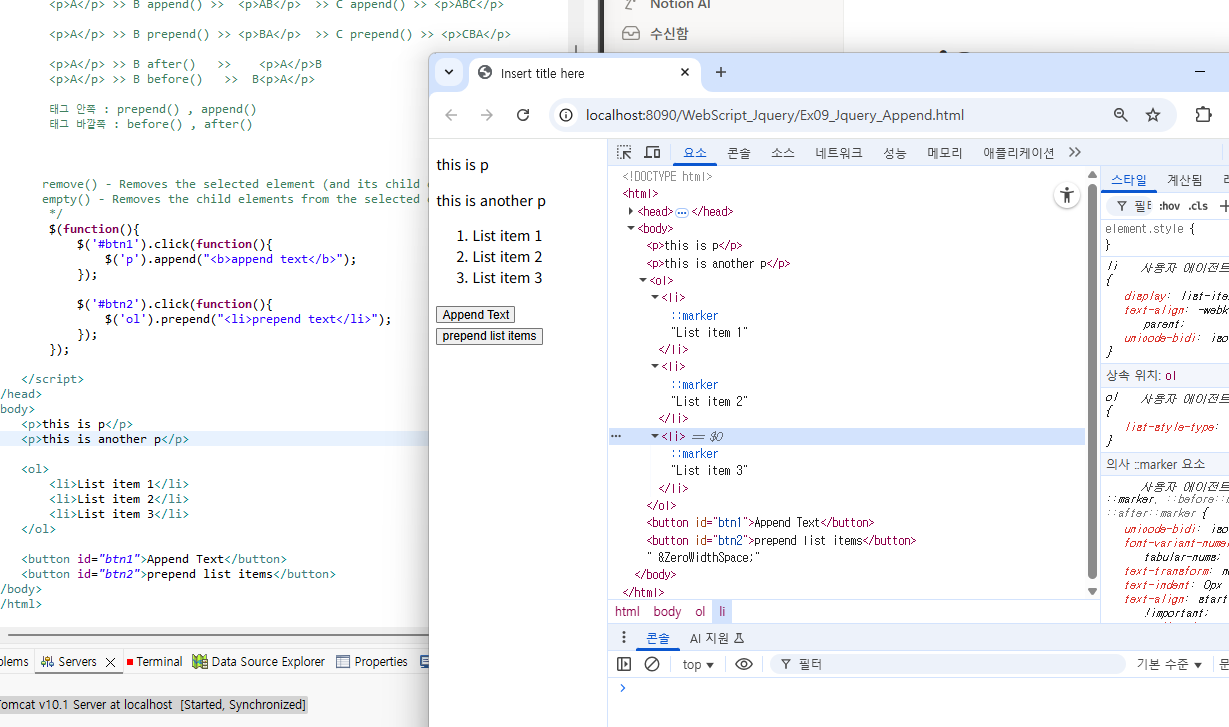 <p>A</p> >> B append() >>  <p>AB</p>  >> C append() >> <p>ABC</p>
<p>A</p> >> B prepend() >> <p>BA</p>  >> C prepend() >> <p>CBA</p>
<p>A</p> >> B after()   >>    <p>A</p>B
<p>A</p> >> B before()   >>  B<p>A</p>
태그 안쪽 : prepend() , append()
태그 바깥쪽 : before() , after()
remove() - Removes the selected element (and its child
empty() - Removes the child elements from the selected
*/
$(function(){
$('#btn1').click(function(){
$('p').append("<b>append text</b>");
});
$('#btn2').click(function(){
$('ol').prepend("<li>prepend text</li>");
});
});
</script>
/head>
body>
<p>this is p</p>
<p>this is another p</p>
<ol>
<li>List item 1</li>
<li>List item 2</li>
<li>List item 3</li>
</ol>
<button id="btn1">Append Text</button>
<button id="btn2">prepend list items</button>
/body>
/html>
Servers
Terminal
Data Source Explorer
Properties
Tomcat v10.1 Server at localhost  [Started, Synchronized]
Notion AI
수신함
Insert title here
localhost:8090/WebScript_Jquery/Ex09_Jquery_Append.html
this is p
this is another p
1. List item 1
2. List item 2
3. List item 3
Append Text
prepend list items
요소 콘솔 소스 네트워크 성능 메모리 애플리케이션
<!DOCTYPE html>
<html>
<head> … </head>
<body>
<p>this is p</p>
<p>this is another p</p>
<ol>
<li>
::marker
"List item 1"
</li>
<li>
::marker
"List item 2"
</li>
<li> == $0
::marker
"List item 3"
</li>
</ol>
<button id="btn1">Append Text</button>
<button id="btn2">prepend list items</button>
" &ZeroWidthSpace;"
</body>
</html>
html body ol li
스타일 계산됨
:hov .cls
element.style {
}
li 사용자 에이전트
{
display: list-ite
text-align: -webk
parent;
unicode-bidi: iso
}
상속 위치: ol
ol 사용자 에이전트
{
list-style-type:
}
의사 ::marker 요소
사용자 에이전트
::marker, ::before::
::after::marker {
unicode-bidi: iso
font-variant-nume
tabular-nums;
text-transform: n
text-indent: 0px
text-align: start
!important;
콘솔 AI 지원
top
필터
기본 수준